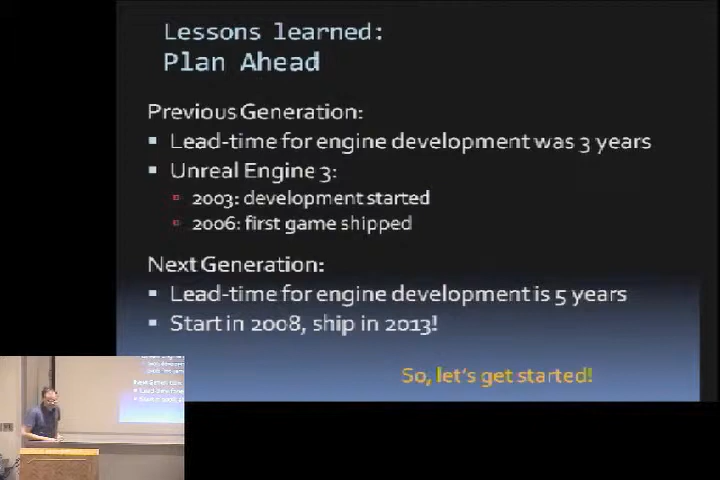 Lessons learned:
Plan Ahead
Previous Generation:
Lead-time for engine development was 3 years
Unreal Engine 3:
2003: development started
2006: first game shipped
Next Generation:
Lead-time for engine development is 5 years
Start in 2008, ship in 2013!
So, let's get started!